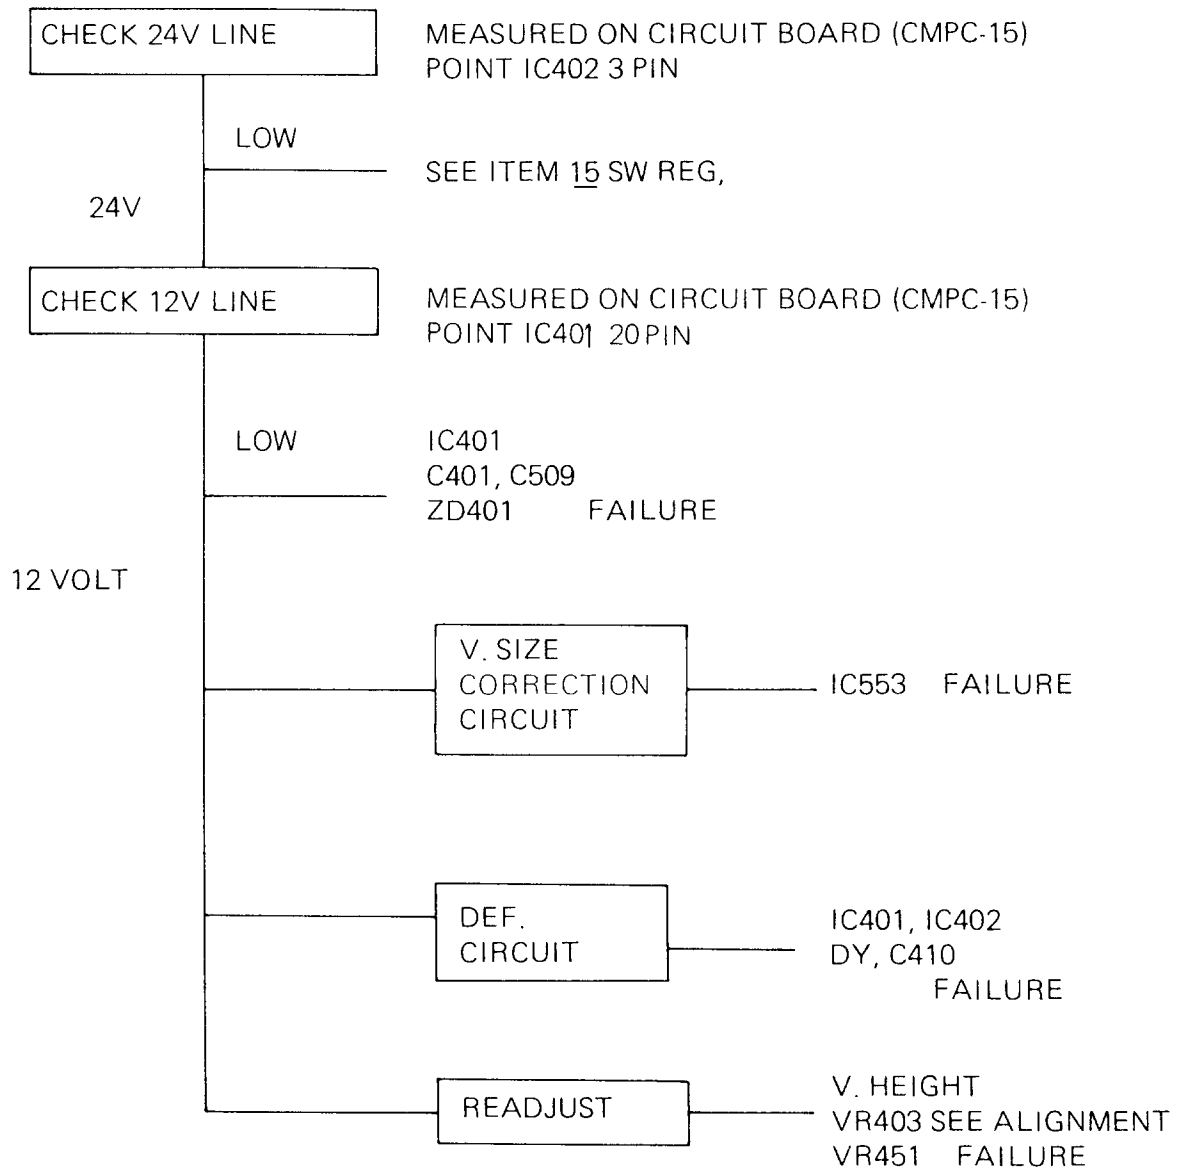 CHECK 24V LINE
MEASURED ON CIRCUIT BOARD (CMPC-15)
POINT IC402 3 PIN
LOW
SEE ITEM 15 SW REG,
24V
CHECK 12V LINE
MEASURED ON CIRCUIT BOARD (CMPC-15)
POINT IC401 20 PIN
LOW
IC401
C401, C509
ZD401 FAILURE
12 VOLT
V. SIZE
CORRECTION
CIRCUIT
IC553 FAILURE
DEF.
CIRCUIT
IC401, IC402
DY, C410
FAILURE
READJUST
V. HEIGHT
VR403 SEE ALIGNMENT
VR451 FAILURE